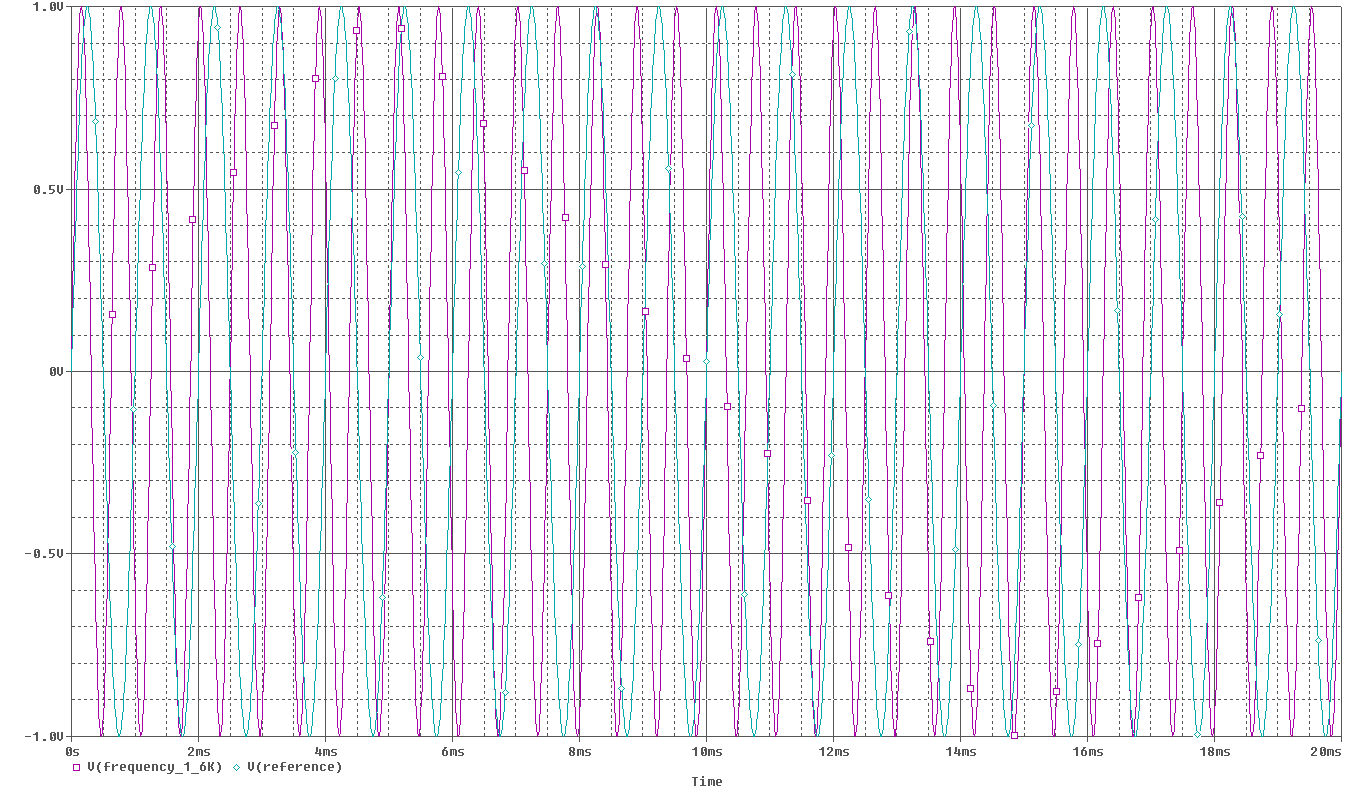 1.0V
0.5V
0V
-0.5V
-1.0V
0s 2ms 4ms 6ms 8ms 10ms 12ms 14ms 16ms 18ms 20ms
V(frequency_1_6K) V(reference)
Time